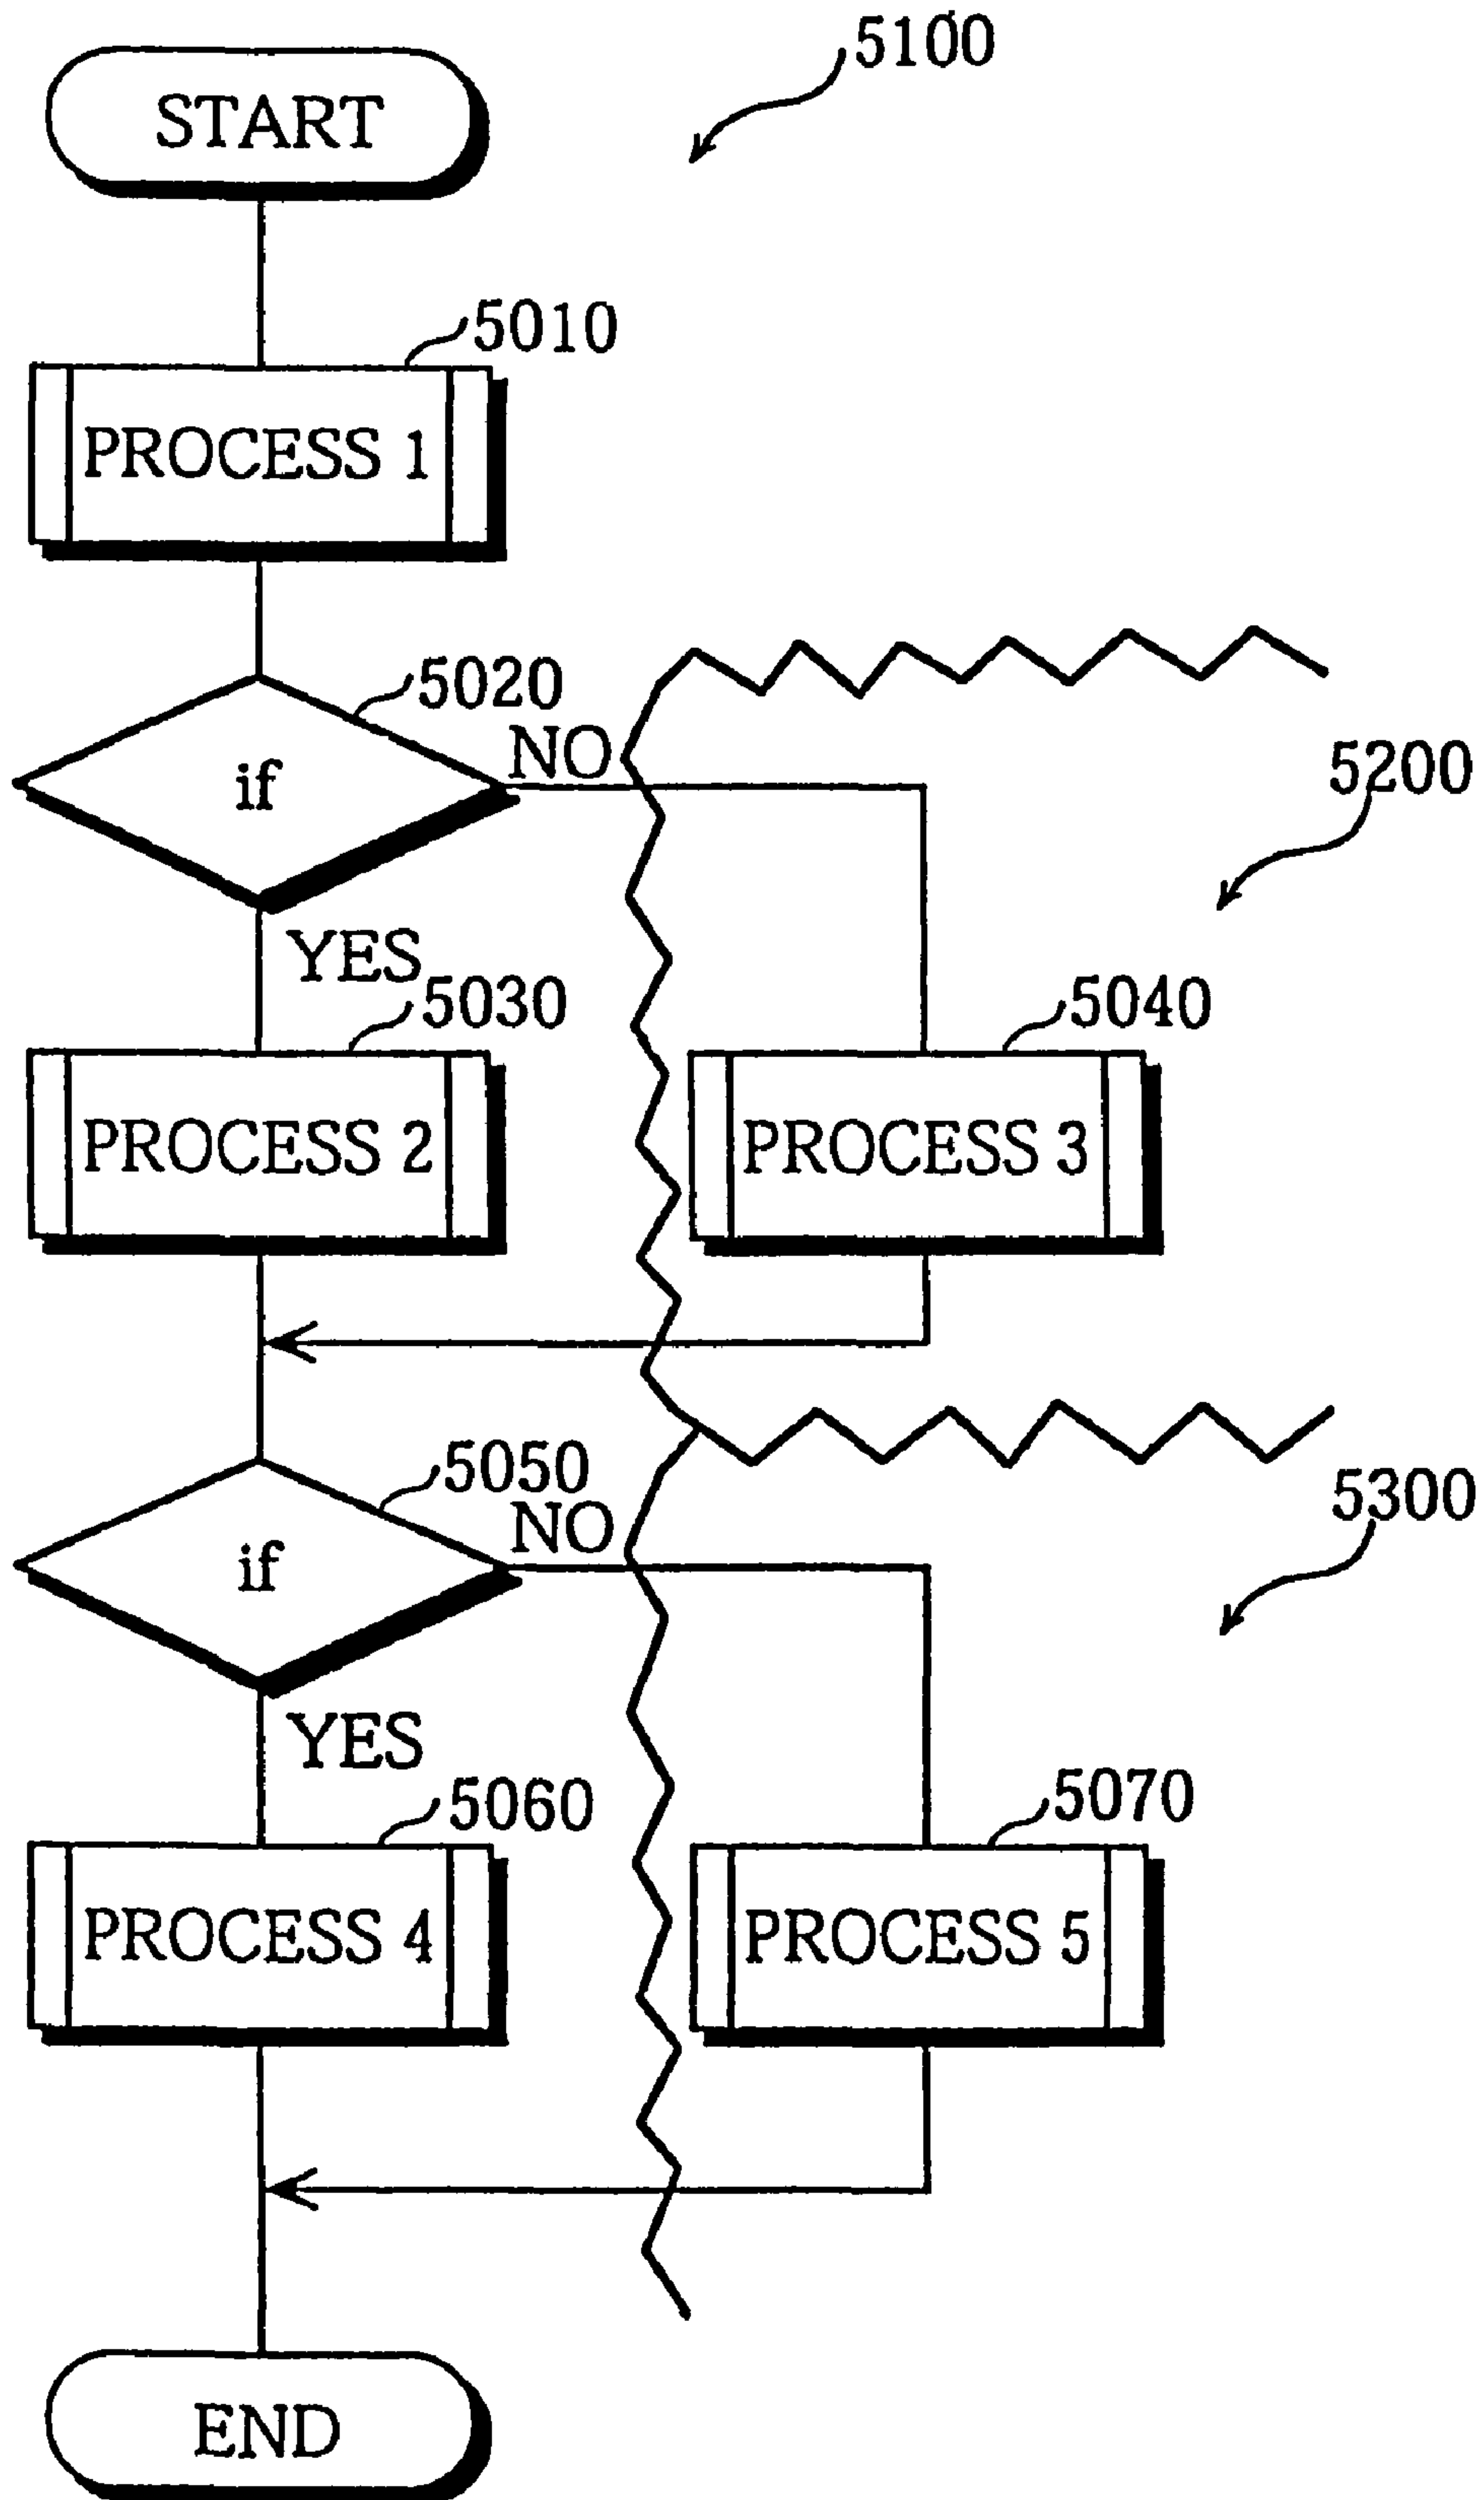 5100
START
5010
PROCESS 1
5020
NO
if
5200
YES
5030
5040
PROCESS 2
PROCESS 3
5050
NO
5300
if
YES
5060
5070
PROCESS 4
PROCESS 5
END